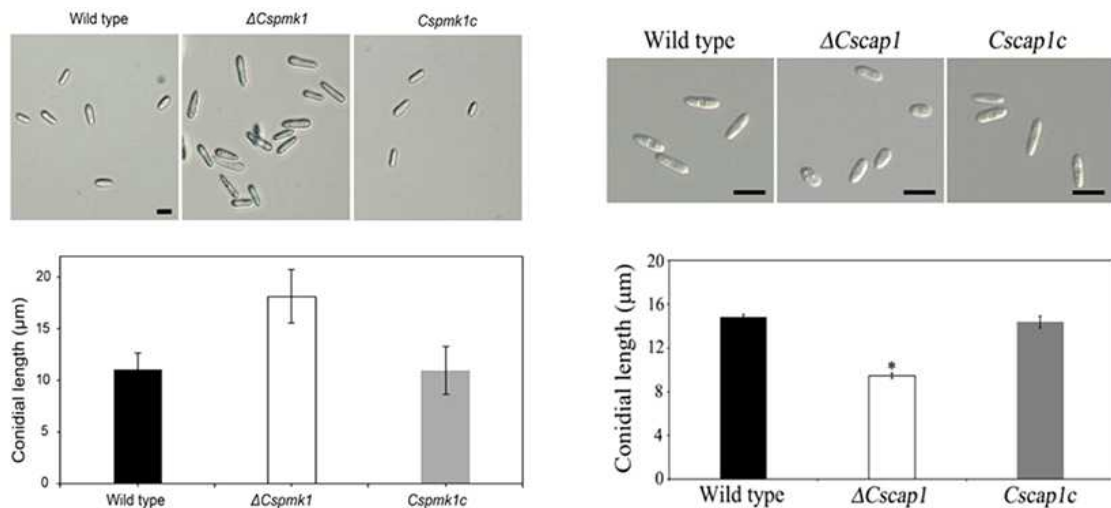 Wild type ΔCspmk1 Cspmk1c
Conidial length (µm)
20
15
10
5
0
Wild type ΔCspmk1 Cspmk1c
Wild type ΔCscap1 Cscap1c
Conidial length (µm)
20
16
12
8
4
0
*
Wild type ΔCscap1 Cscap1c